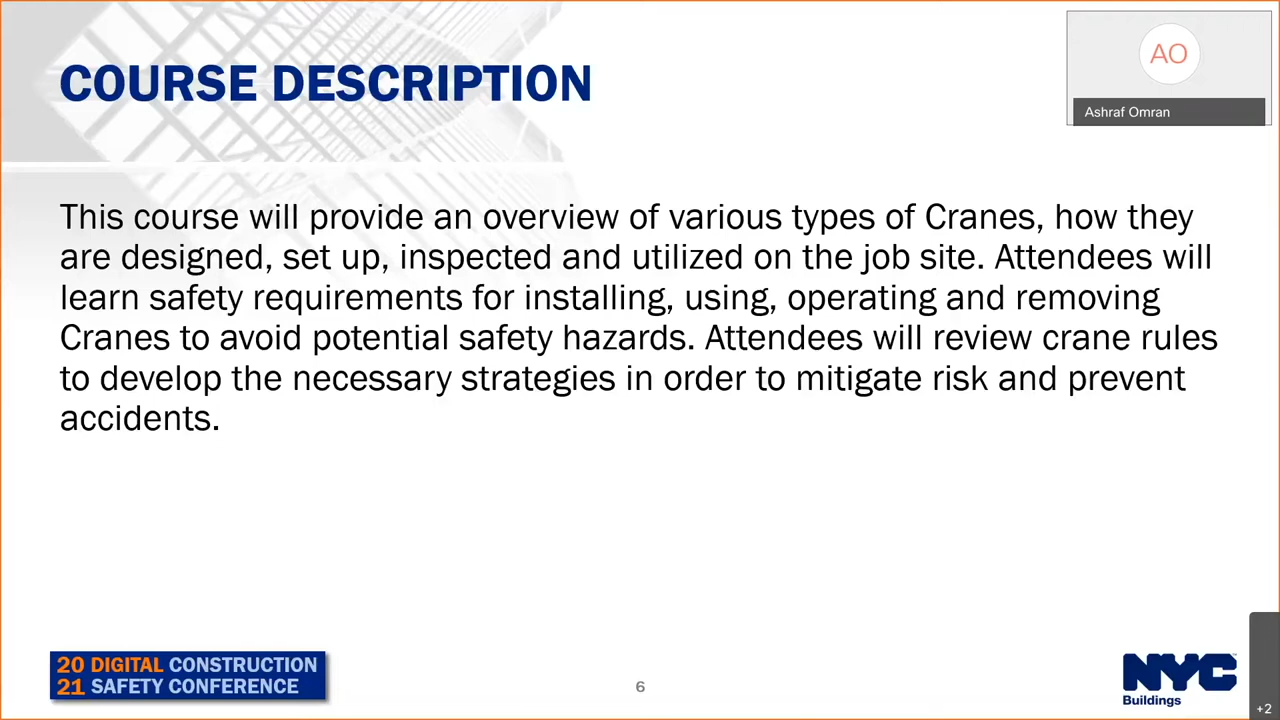 COURSE DESCRIPTION
AO
Ashraf Omran
This course will provide an overview of various types of Cranes, how they
are designed, set up, inspected and utilized on the job site. Attendees will
learn safety requirements for installing, using, operating and removing
Cranes to avoid potential safety hazards. Attendees will review crane rules
to develop the necessary strategies in order to mitigate risk and prevent
accidents.
20 DIGITAL CONSTRUCTION
21 SAFETY CONFERENCE
6
NYC™
Buildings
+2